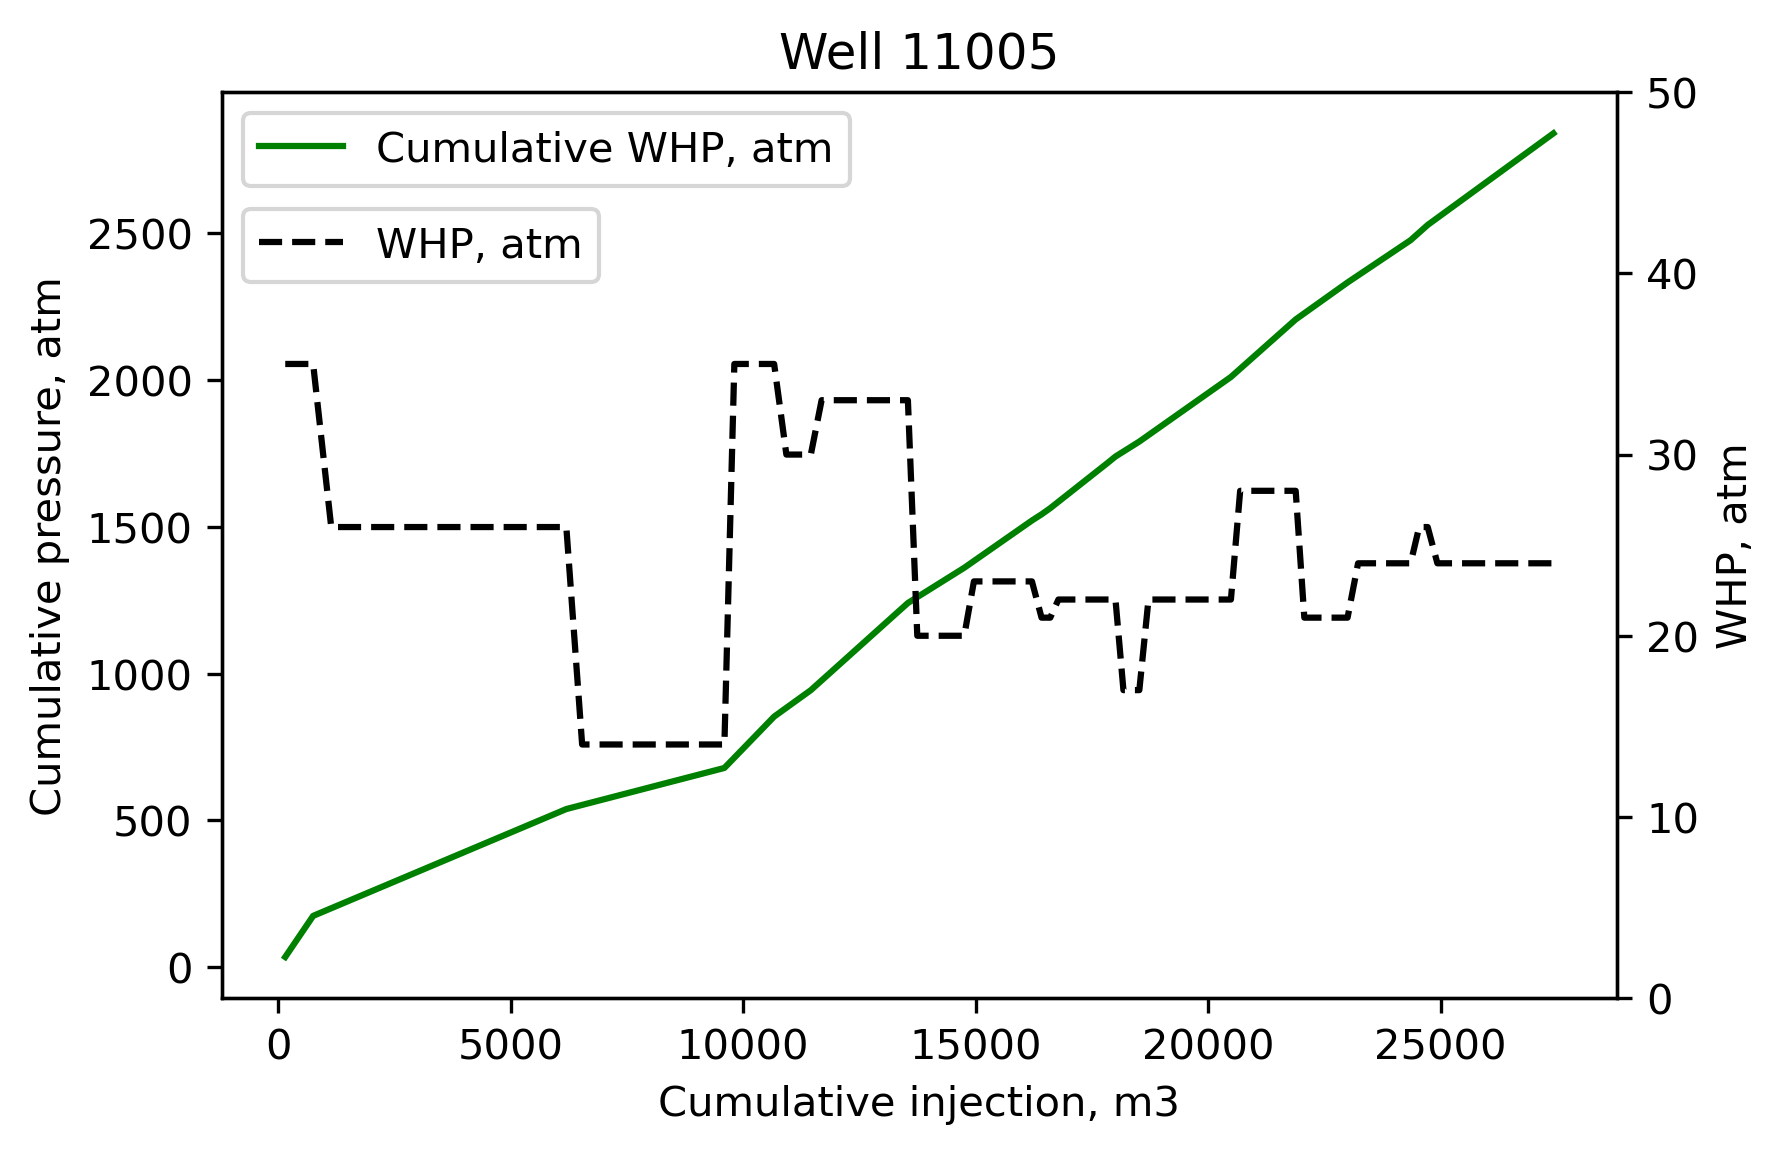 Well 11005
Cumulative WHP, atm
WHP, atm
Cumulative pressure, atm
2500
2000
1500
1000
500
0
50
40
30
20
10
0
WHP, atm
0 5000 10000 15000 20000 25000
Cumulative injection, m3